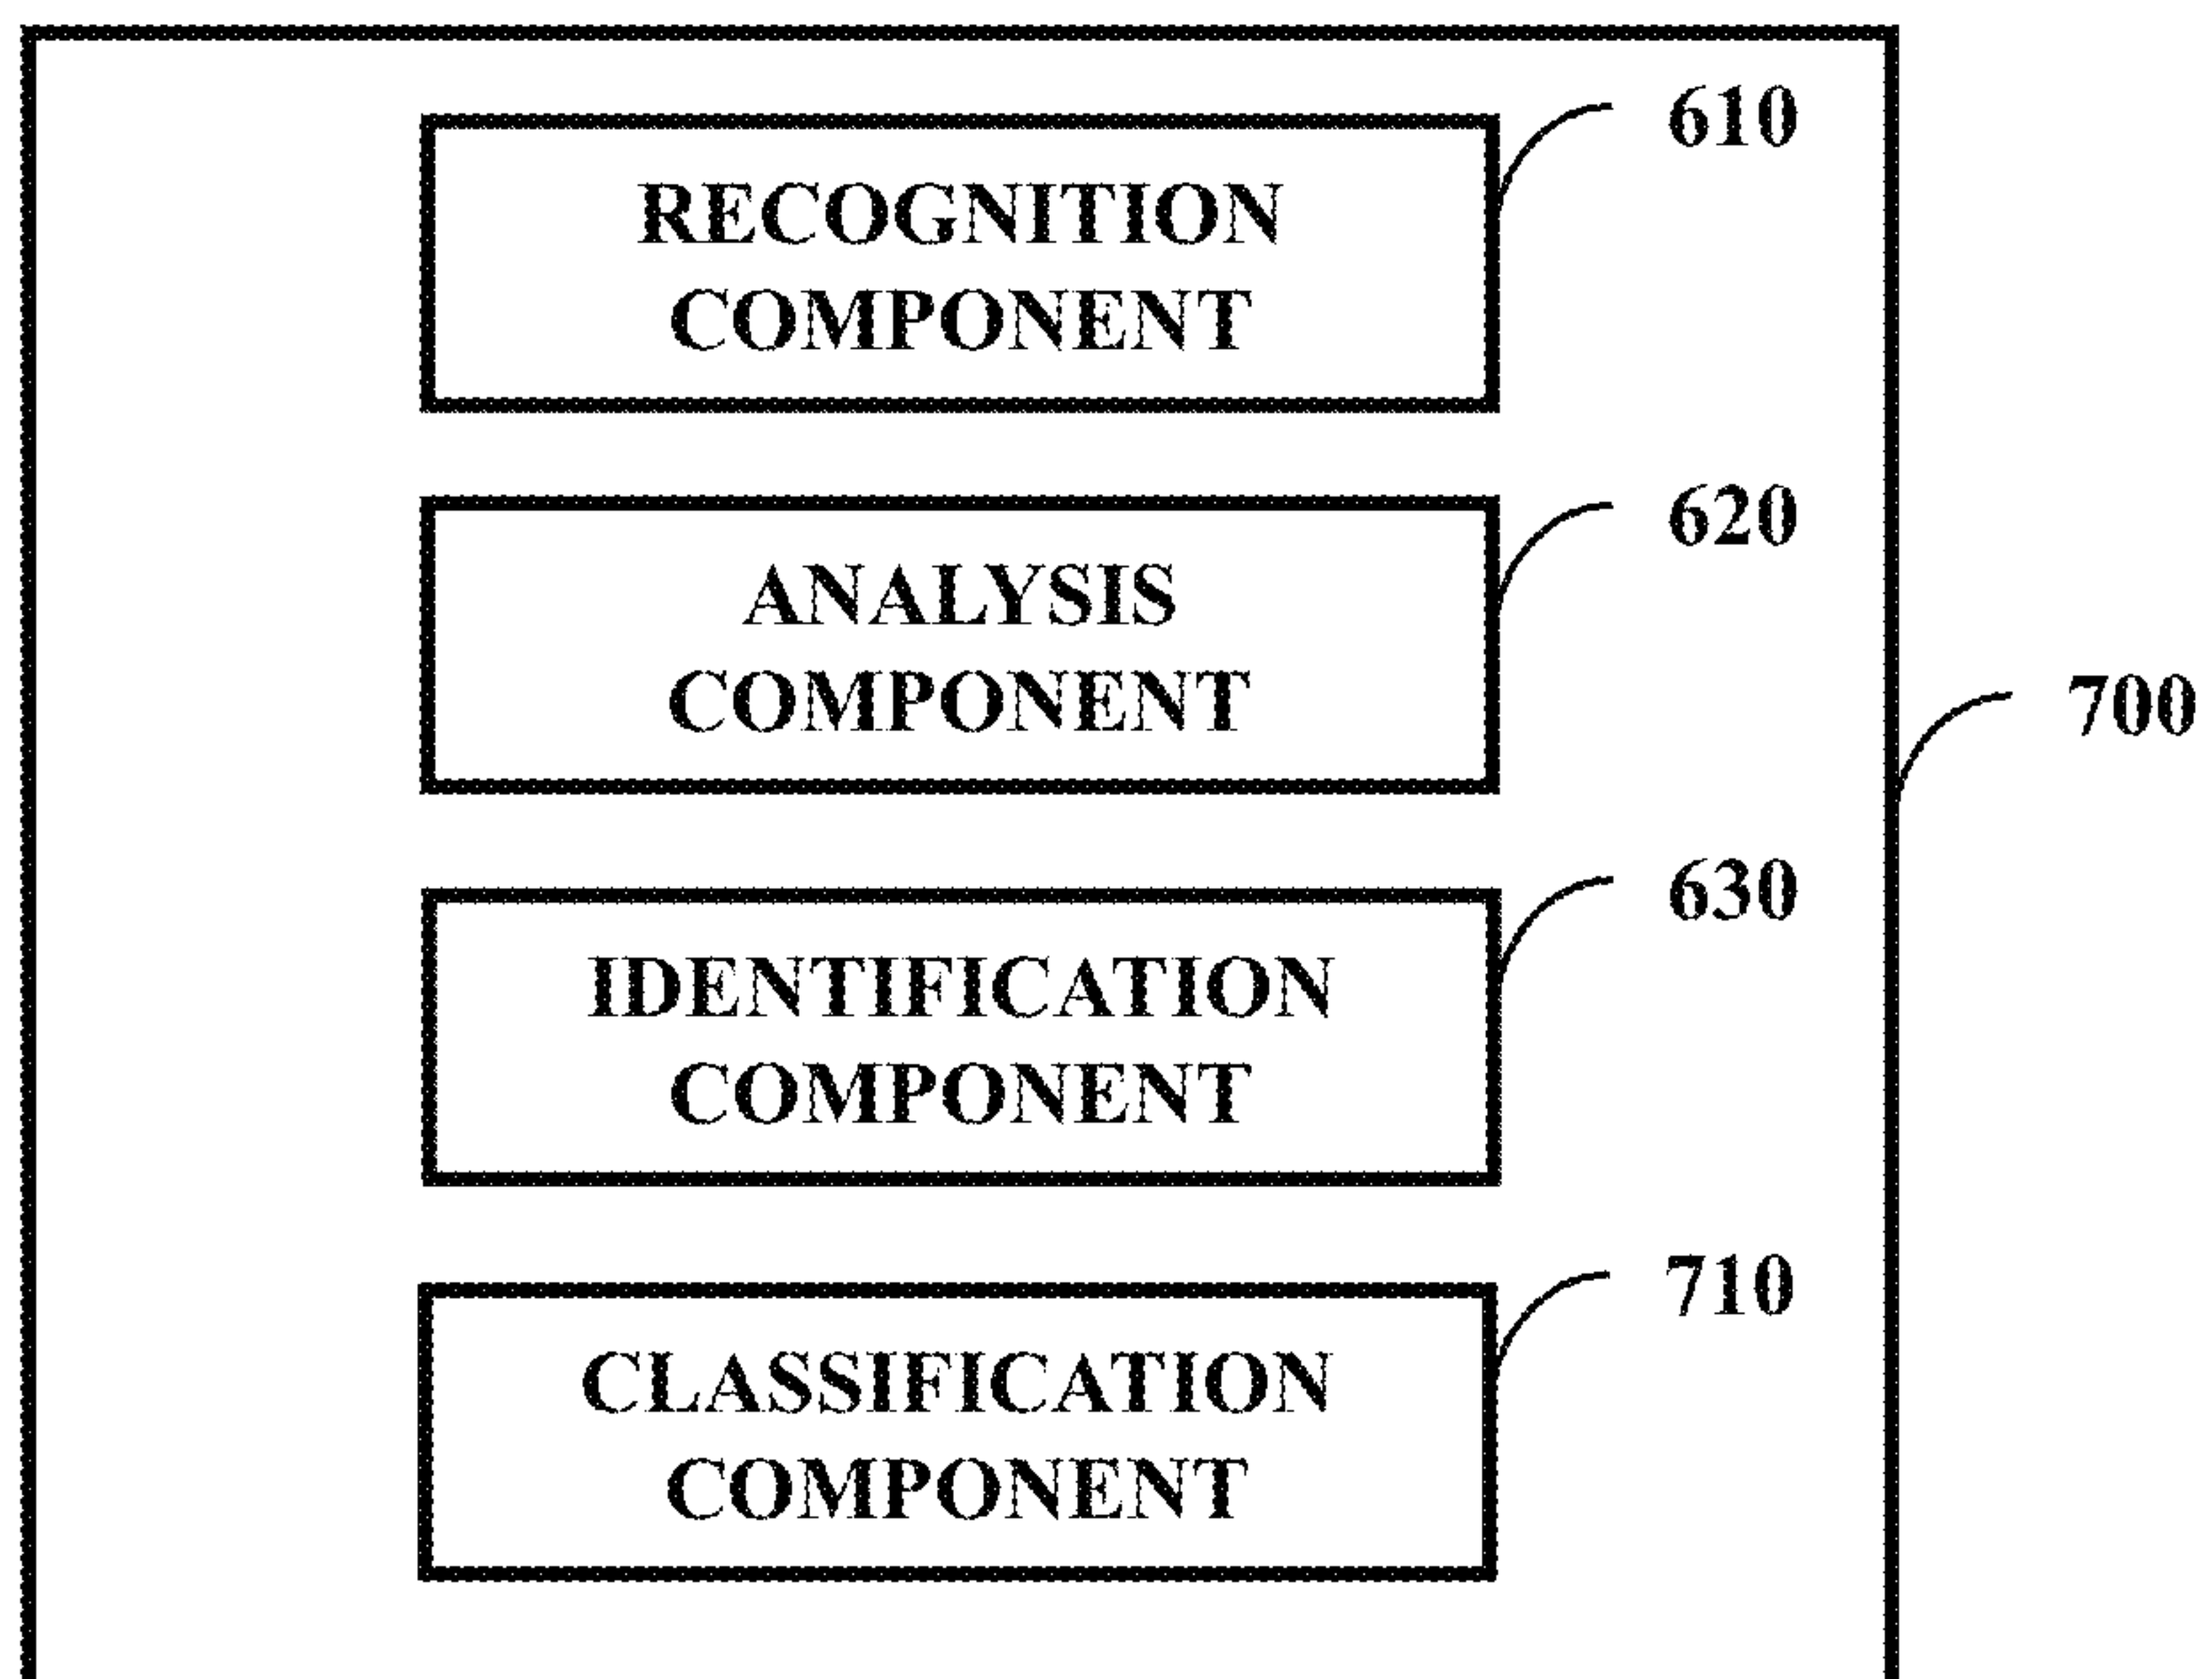 610
RECOGNITION
COMPONENT
620
ANALYSIS
COMPONENT
700
630
IDENTIFICATION
COMPONENT
710
CLASSIFICATION
COMPONENT